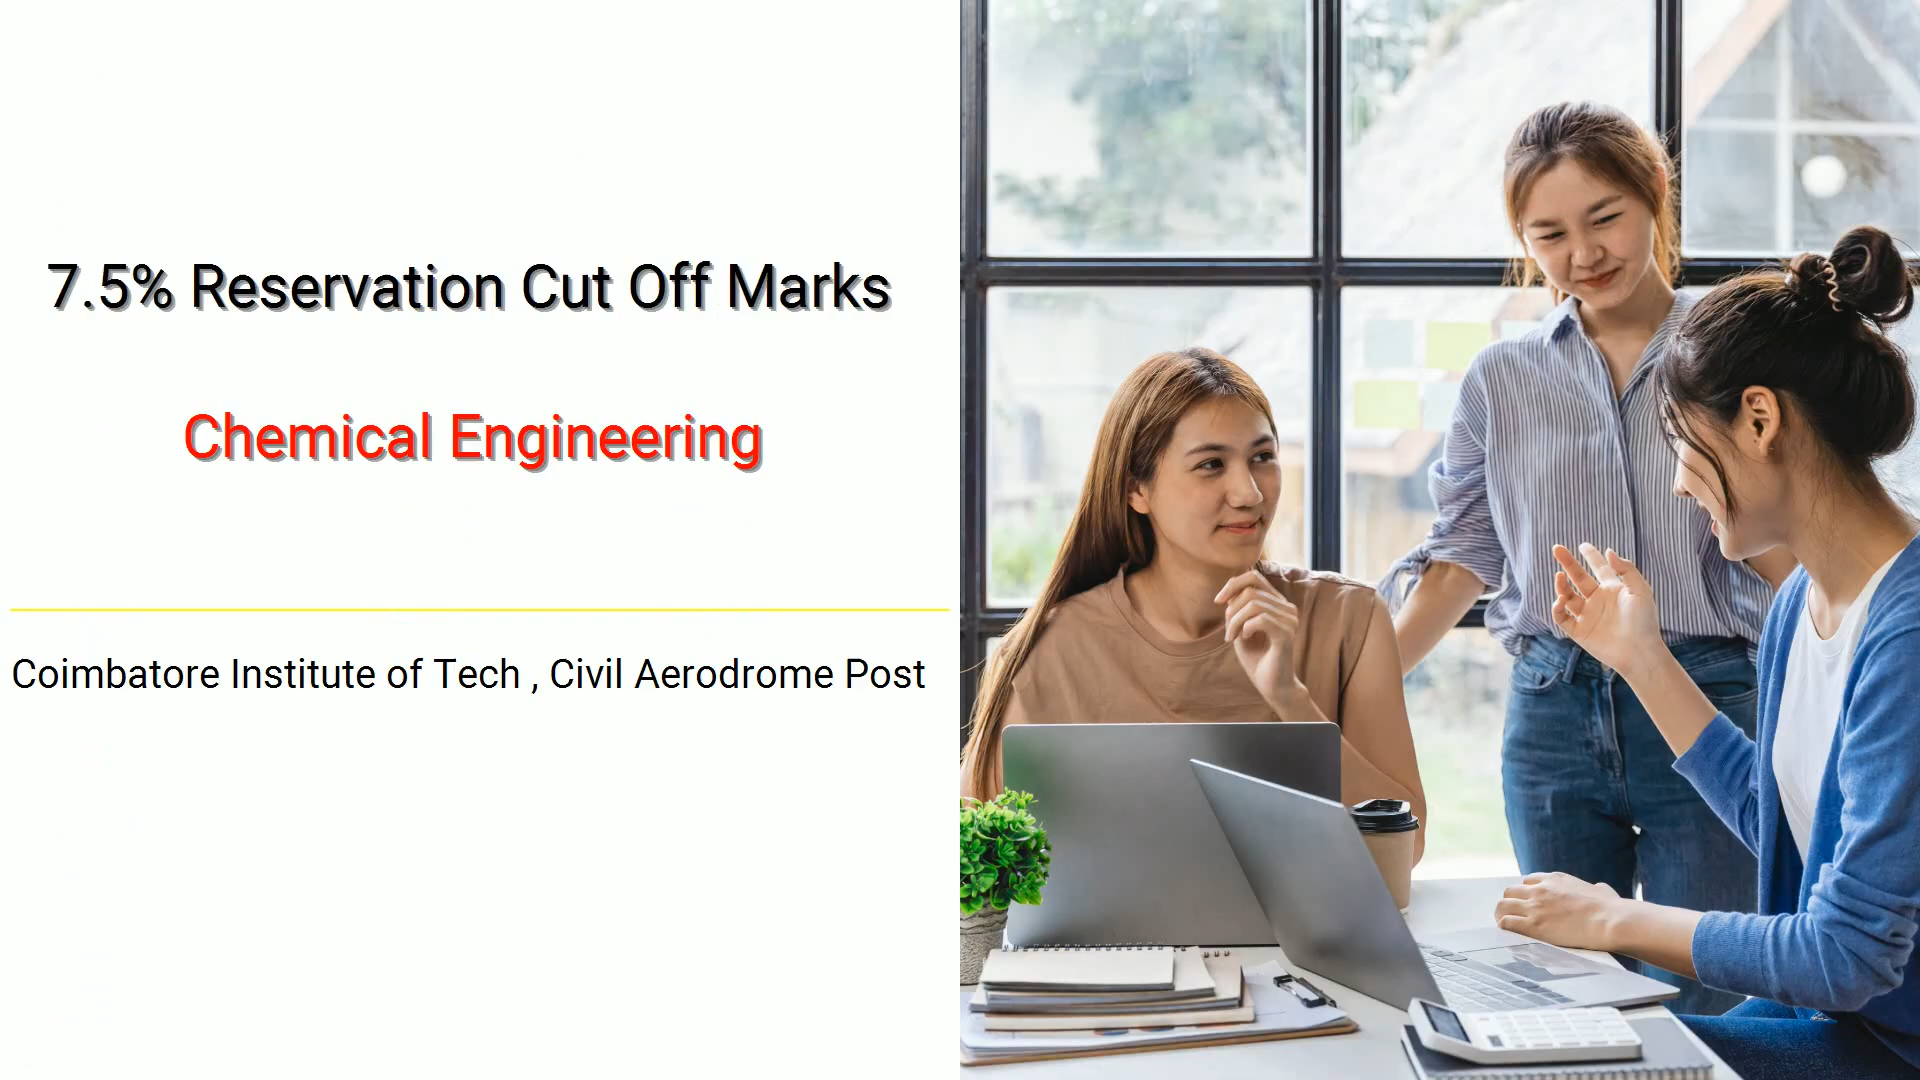 7.5% Reservation Cut Off Marks
Chemical Engineering
Coimbatore Institute of Tech , Civil Aerodrome Post